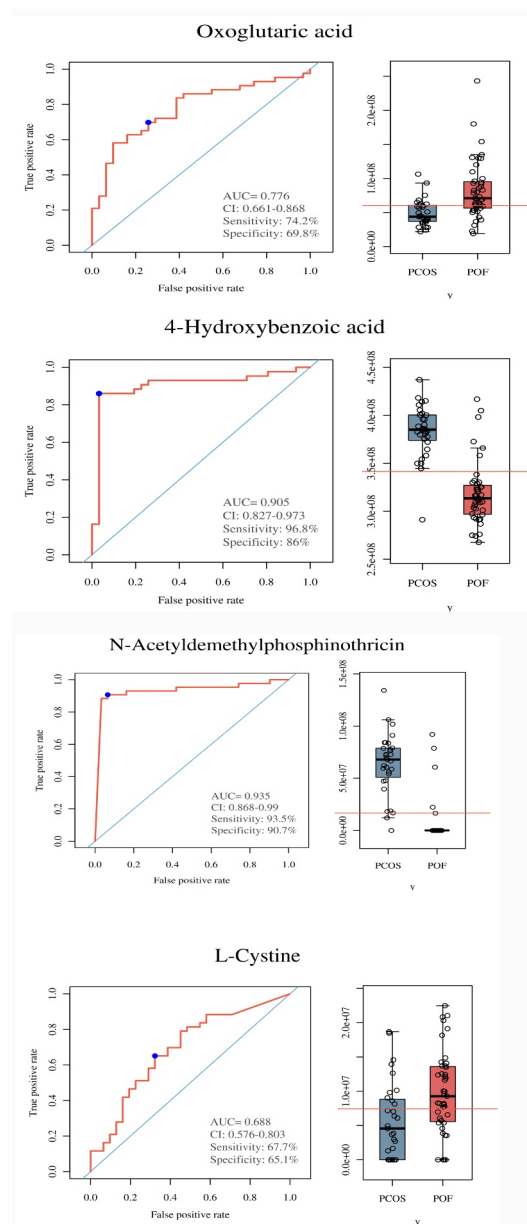 Oxoglutaric acid
True positive rate
1.0
0.8
0.6
0.4
0.2
0.0
AUC= 0.776
CI: 0.661-0.868
Sensitivity: 74.2%
Specificity: 69.8%
0.0 0.2 0.4 0.6 0.8 1.0
False positive rate
2.0e+08
1.0e+08
0.0e+00
PCOS POF
y
4-Hydroxybenzoic acid
True positive rate
1.0
0.8
0.6
0.4
0.2
0.0
AUC= 0.905
CI: 0.827-0.973
Sensitivity: 96.8%
Specificity: 86%
0.0 0.2 0.4 0.6 0.8 1.0
False positive rate
4.5e+08
4.0e+08
3.5e+08
3.0e+08
2.5e+08
PCOS POF
y
N-Acetyldemethylphosphinothricin
True positive rate
1.0
0.8
0.6
0.4
0.2
0.0
AUC= 0.935
CI: 0.868-0.99
Sensitivity: 93.5%
Specificity: 90.7%
0.0 0.2 0.4 0.6 0.8 1.0
False positive rate
1.5e+08
1.0e+08
5.0e+07
0.0e+00
PCOS POF
y
L-Cystine
True positive rate
1.0
0.8
0.6
0.4
0.2
0.0
AUC= 0.688
CI: 0.576-0.803
Sensitivity: 67.7%
Specificity: 65.1%
0.0 0.2 0.4 0.6 0.8 1.0
False positive rate
2.0e+07
1.0e+07
0.0e+00
PCOS POF
y